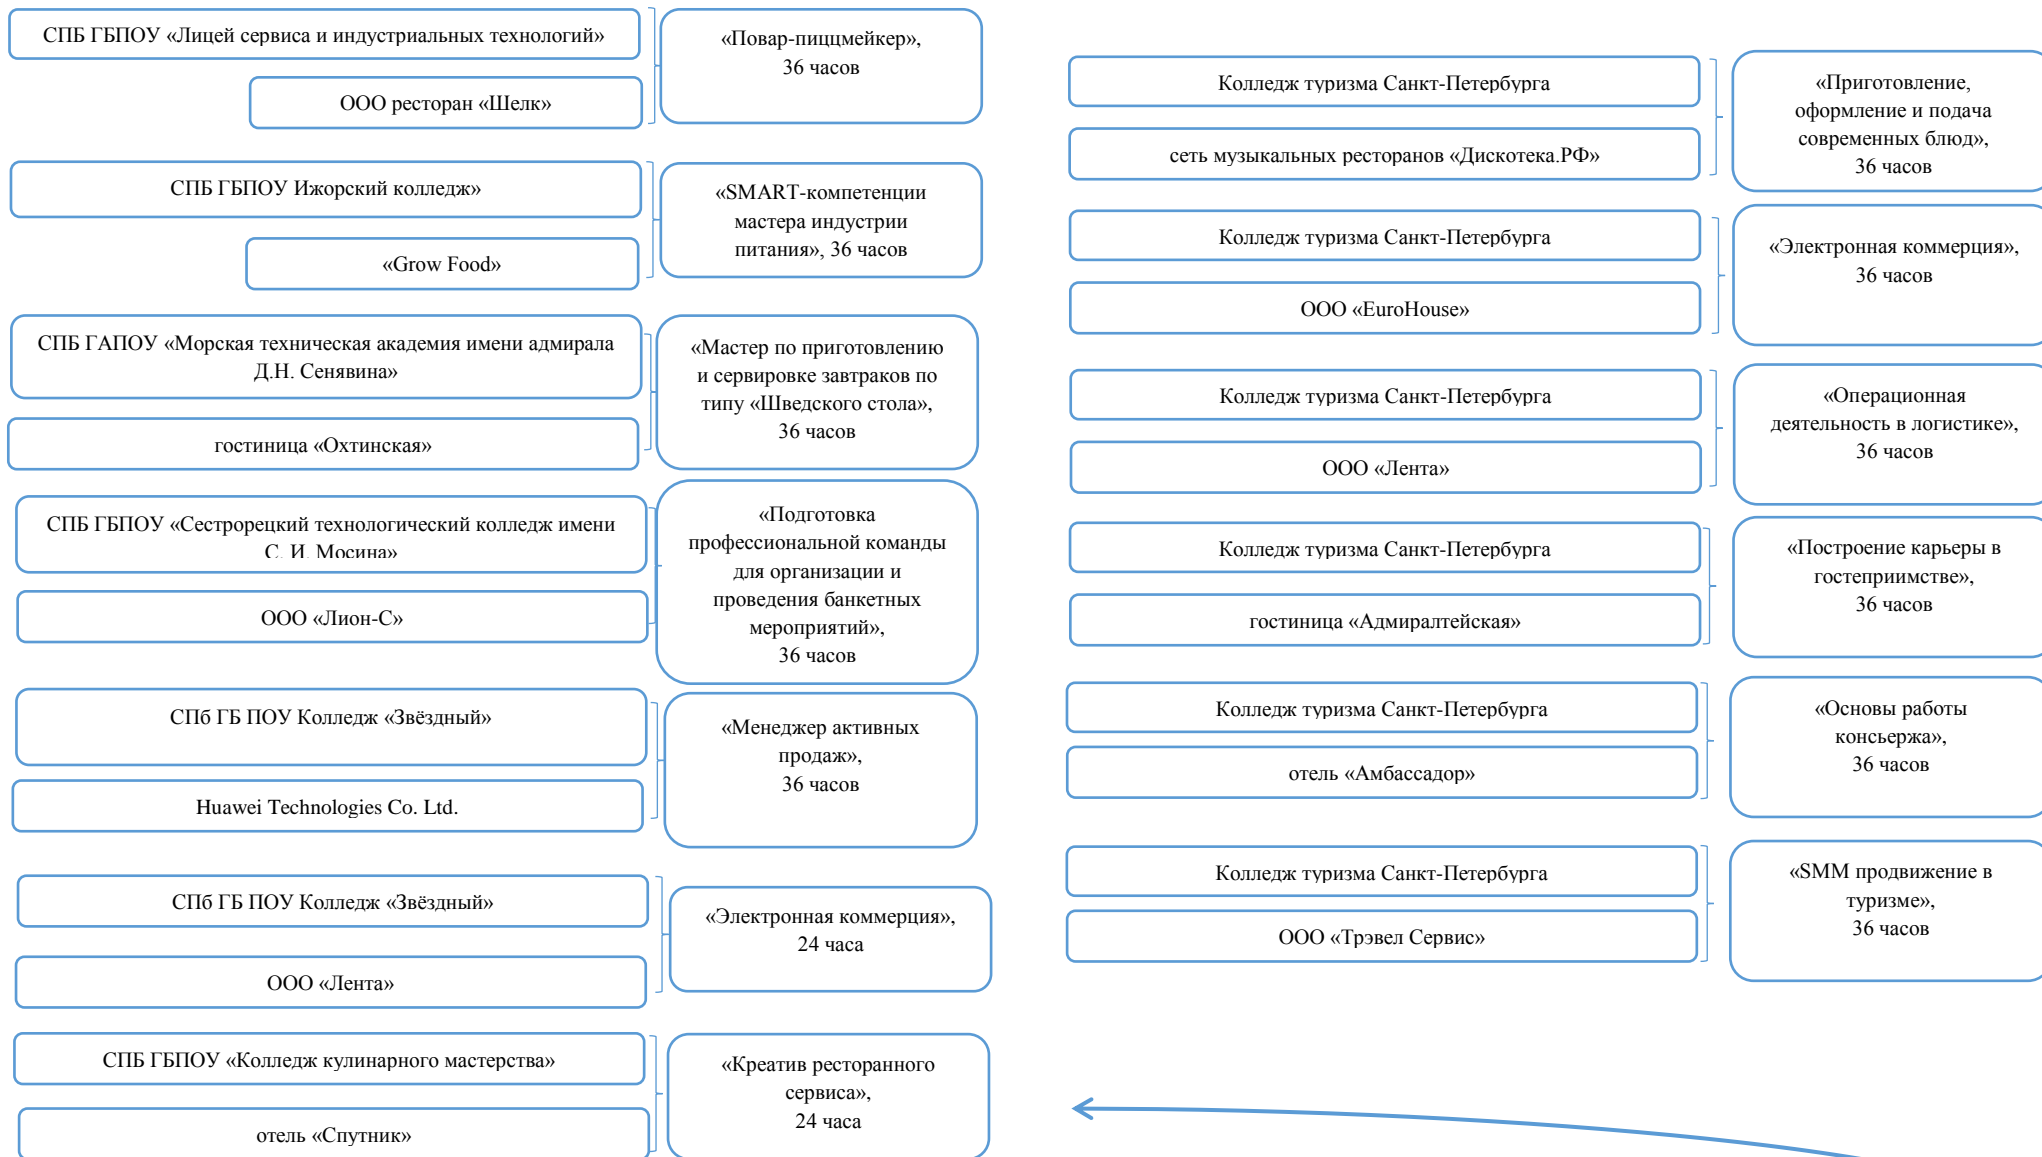 СПБ ГБПОУ «Лицей сервиса и индустриальных технологий»
ООО ресторан «Шелк»
«Повар-пиццмейкер»,
36 часов
СПБ ГБПОУ Ижорский колледж»
«Grow Food»
«SMART-компетенции
мастера индустрии
питания», 36 часов
СПБ ГАПОУ «Морская техническая академия имени адмирала
Д.Н. Сенявина»
гостиница «Охтинская»
«Мастер по приготовлению
и сервировке завтраков по
типу «Шведского стола»,
36 часов
СПБ ГБПОУ «Сестрорецкий технологический колледж имени
С. И. Мосина»
ООО «Лион-С»
«Подготовка
профессиональной команды
для организации и
проведения банкетных
мероприятий»,
36 часов
СПб ГБ ПОУ Колледж «Звёздный»
Huawei Technologies Co. Ltd.
«Менеджер активных
продаж»,
36 часов
СПб ГБ ПОУ Колледж «Звёздный»
ООО «Лента»
«Электронная коммерция»,
24 часа
СПБ ГБПОУ «Колледж кулинарного мастерства»
отель «Спутник»
«Креатив ресторанного
сервиса»,
24 часа
Колледж туризма Санкт-Петербурга
сеть музыкальных ресторанов «Дискотека.РФ»
«Приготовление,
оформление и подача
современных блюд»,
36 часов
Колледж туризма Санкт-Петербурга
ООО «EuroHouse»
«Электронная коммерция»,
36 часов
Колледж туризма Санкт-Петербурга
ООО «Лента»
«Операционная
деятельность в логистике»,
36 часов
Колледж туризма Санкт-Петербурга
гостиница «Адмиралтейская»
«Построение карьеры в
гостеприимстве»,
36 часов
Колледж туризма Санкт-Петербурга
отель «Амбассадор»
«Основы работы
консьержа»,
36 часов
Колледж туризма Санкт-Петербурга
ООО «Трэвел Сервис»
«SMM продвижение в
туризме»,
36 часов